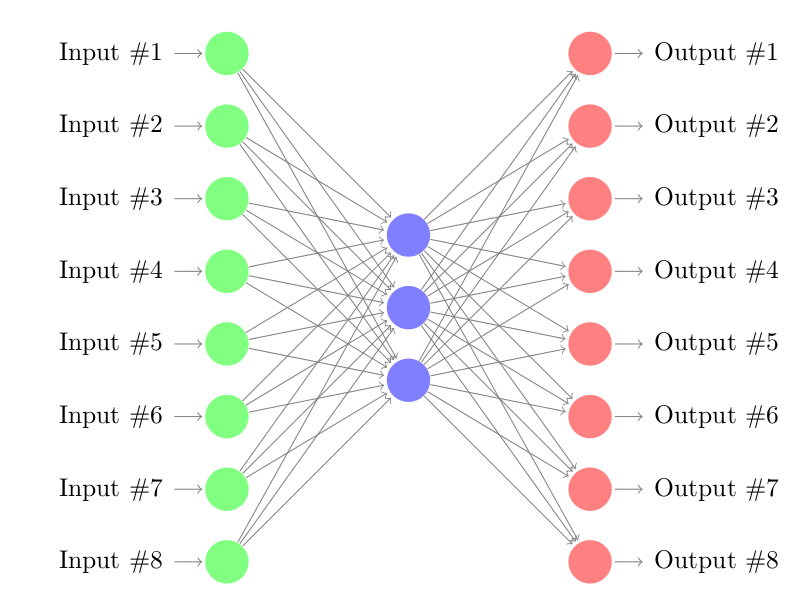 Input #1
Output #1
Input #2
Output #2
Input #3
Output #3
Input #4
Output #4
Input #5
Output #5
Input #6
Output #6
Input #7
Output #7
Input #8
Output #8